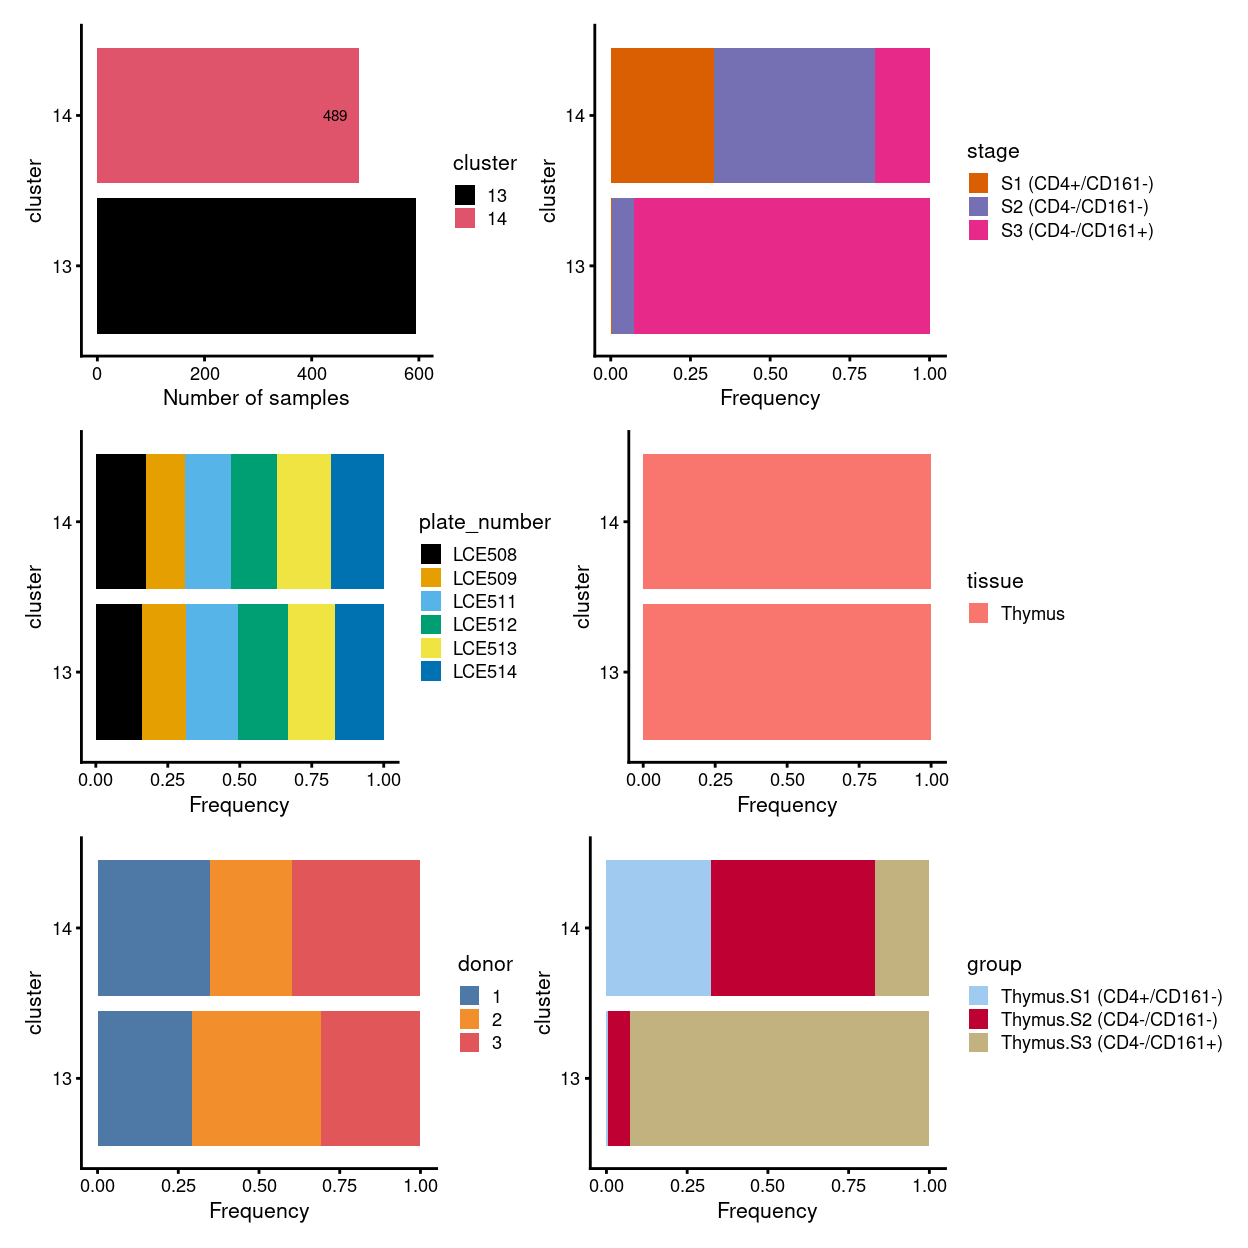 cluster
14
13
489
0
200
400
600
Number of samples
cluster
13
14
cluster
14
13
0.00
0.25
0.50
0.75
1.00
Frequency
stage
S1 (CD4+/CD161-)
S2 (CD4-/CD161-)
S3 (CD4-/CD161+)
cluster
14
13
0.00
0.25
0.50
0.75
1.00
Frequency
plate_number
LCE508
LCE509
LCE511
LCE512
LCE513
LCE514
cluster
14
13
0.00
0.25
0.50
0.75
1.00
Frequency
tissue
Thymus
cluster
14
13
0.00
0.25
0.50
0.75
1.00
Frequency
donor
1
2
3
cluster
14
13
0.00
0.25
0.50
0.75
1.00
Frequency
group
Thymus.S1 (CD4+/CD161-)
Thymus.S2 (CD4-/CD161-)
Thymus.S3 (CD4-/CD161+)